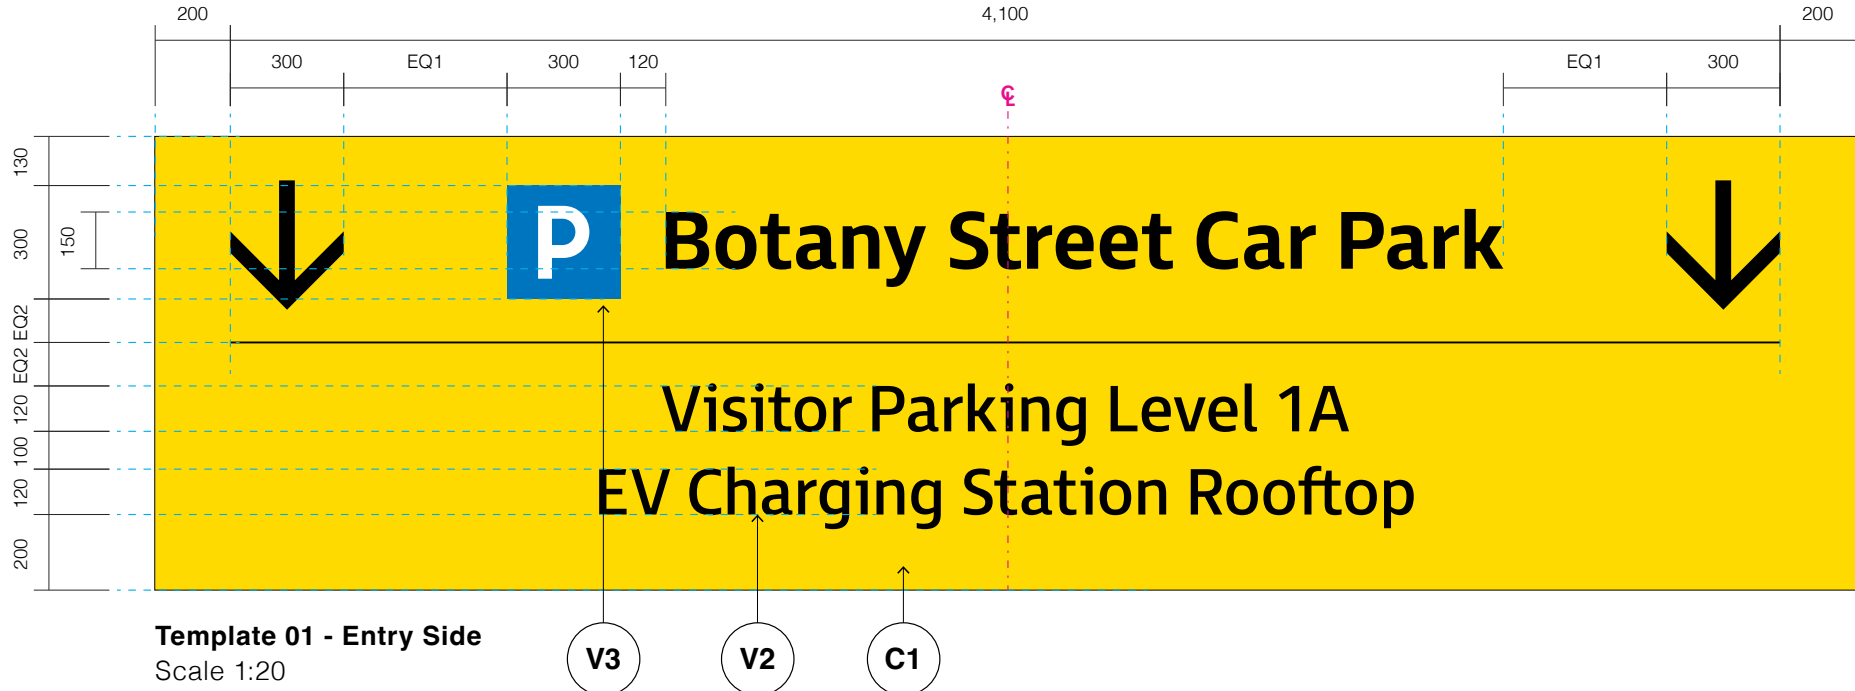 200 4,100 200
300 EQ1 300 120 EQ1 300
℄
130
300
150
EQ2
EQ2
120
100
120
200
P Botany Street Car Park
Visitor Parking Level 1A
EV Charging Station Rooftop
Template 01 - Entry Side
Scale 1:20
V3 V2 C1